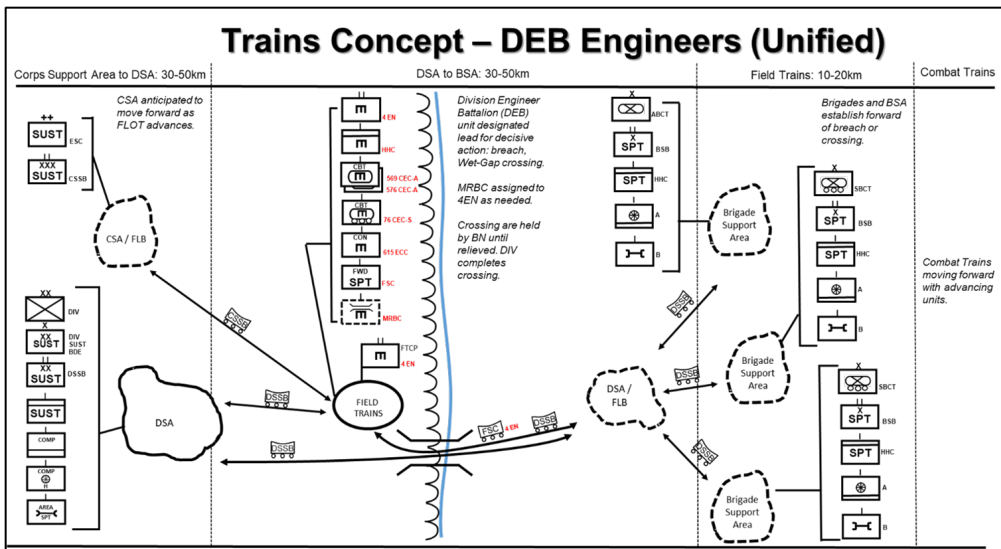 Trains Concept – DEB Engineers (Unified)
Corps Support Area to DSA: 30-50km
DSA to BSA: 30-50km
Field Trains: 10-20km
Combat Trains
CSA anticipated to
move forward as
FLOT advances.
++
SUST
ESC
XXX
SUST
CSSB
CSA / FLB
XX
DIV
X
XX
SUST
DIV
SUST
BDE
XX
SUST
DSSB
SUST
COMP
COMP
H
AREA
SPT
DSA
CSSB
DSSB
DSSB
E
4 EN
E
HHC
CBT
E
569 CEC-A
576 CEC-A
CBT
E
76 CEC-S
CON
E
615 ECC
FWD
SPT
FSC
E
MRBC
E
FTCP
4 EN
FIELD
TRAINS
Division Engineer
Battalion (DEB)
unit designated
lead for decisive
action: breach,
Wet-Gap crossing.
MRBC assigned to
4EN as needed.
Crossing are held
by BN until
relieved. DIV
completes
crossing.
FSC
4 EN
DSSB
DSA /
FLB
DSSB
DSSB
DSSB
X
ABCT
X
SPT
BSB
SPT
HHC
A
B
Brigade
Support
Area
Brigade
Support
Area
Brigade
Support
Area
Brigades and BSA
establish forward
of breach or
crossing.
X
SBCT
X
SPT
BSB
SPT
HHC
A
B
X
SBCT
X
SPT
BSB
SPT
HHC
A
B
Combat Trains
moving forward
with advancing
units.